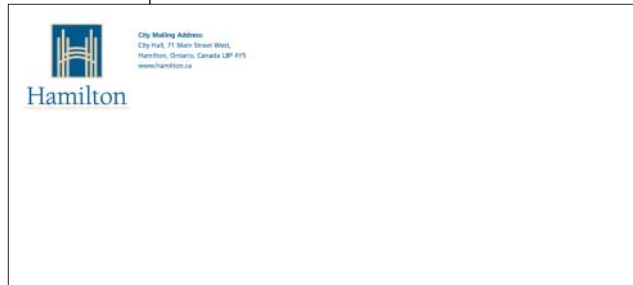 Hamilton
City Mailing Address:
City Hall, 71 Main Street West,
Hamilton, Ontario, Canada L8P 4Y5
www.hamilton.ca